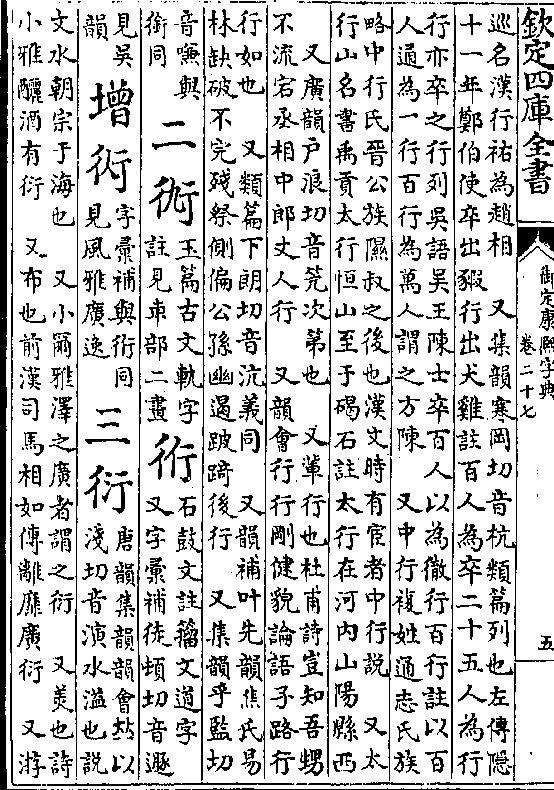 欽定四庫全書
御定康熙字典
卷二十七
五
巡名漢行祐為趙相　又集韻寒岡切音杭類篇列也左傳隱
十一年鄭伯使卒出豭行出犬雞註百人為卒二十五人為行
行亦卒之行列吳語吳王陳士卒百人以為徹行百行註以百
人通為一行百行為萬人謂之方陳　又中行複姓通志氏族
略中行氏晉公族隰叔之後也漢文時有宦者中行說　又太
行山名書禹貢太行恒山至于碣石註太行在河内山陽縣西
又廣韻戸浪切音笐次第也　又輩行也杜甫詩豈知吾甥
不流宕丞相中郎丈人行　又韻會行行剛健貌論語子路行
行如也　又類篇下朗切音沆義同　又韻補叶先韻焦氏易
林缺破不完殘祭側偏公孫幽遏跛踦後行　又集韻乎監切
音嗛與
銜同
二
𧗞
玉篇古文軌字
註見車部二畫
𧗟
石鼓文註籀文道字
又字彙補徒頓切音遯
見吳
韻
增
𧗠
字彙補與衏同
見風雅廣逸
三
衍
唐韻集韻韻會𠀤以
淺切音演水溢也說
文水朝宗于海也　又小爾雅澤之廣者謂之衍　又美也詩
小雅釃酒有衍　又布也前漢司馬相如傳離靡廣衍　又游